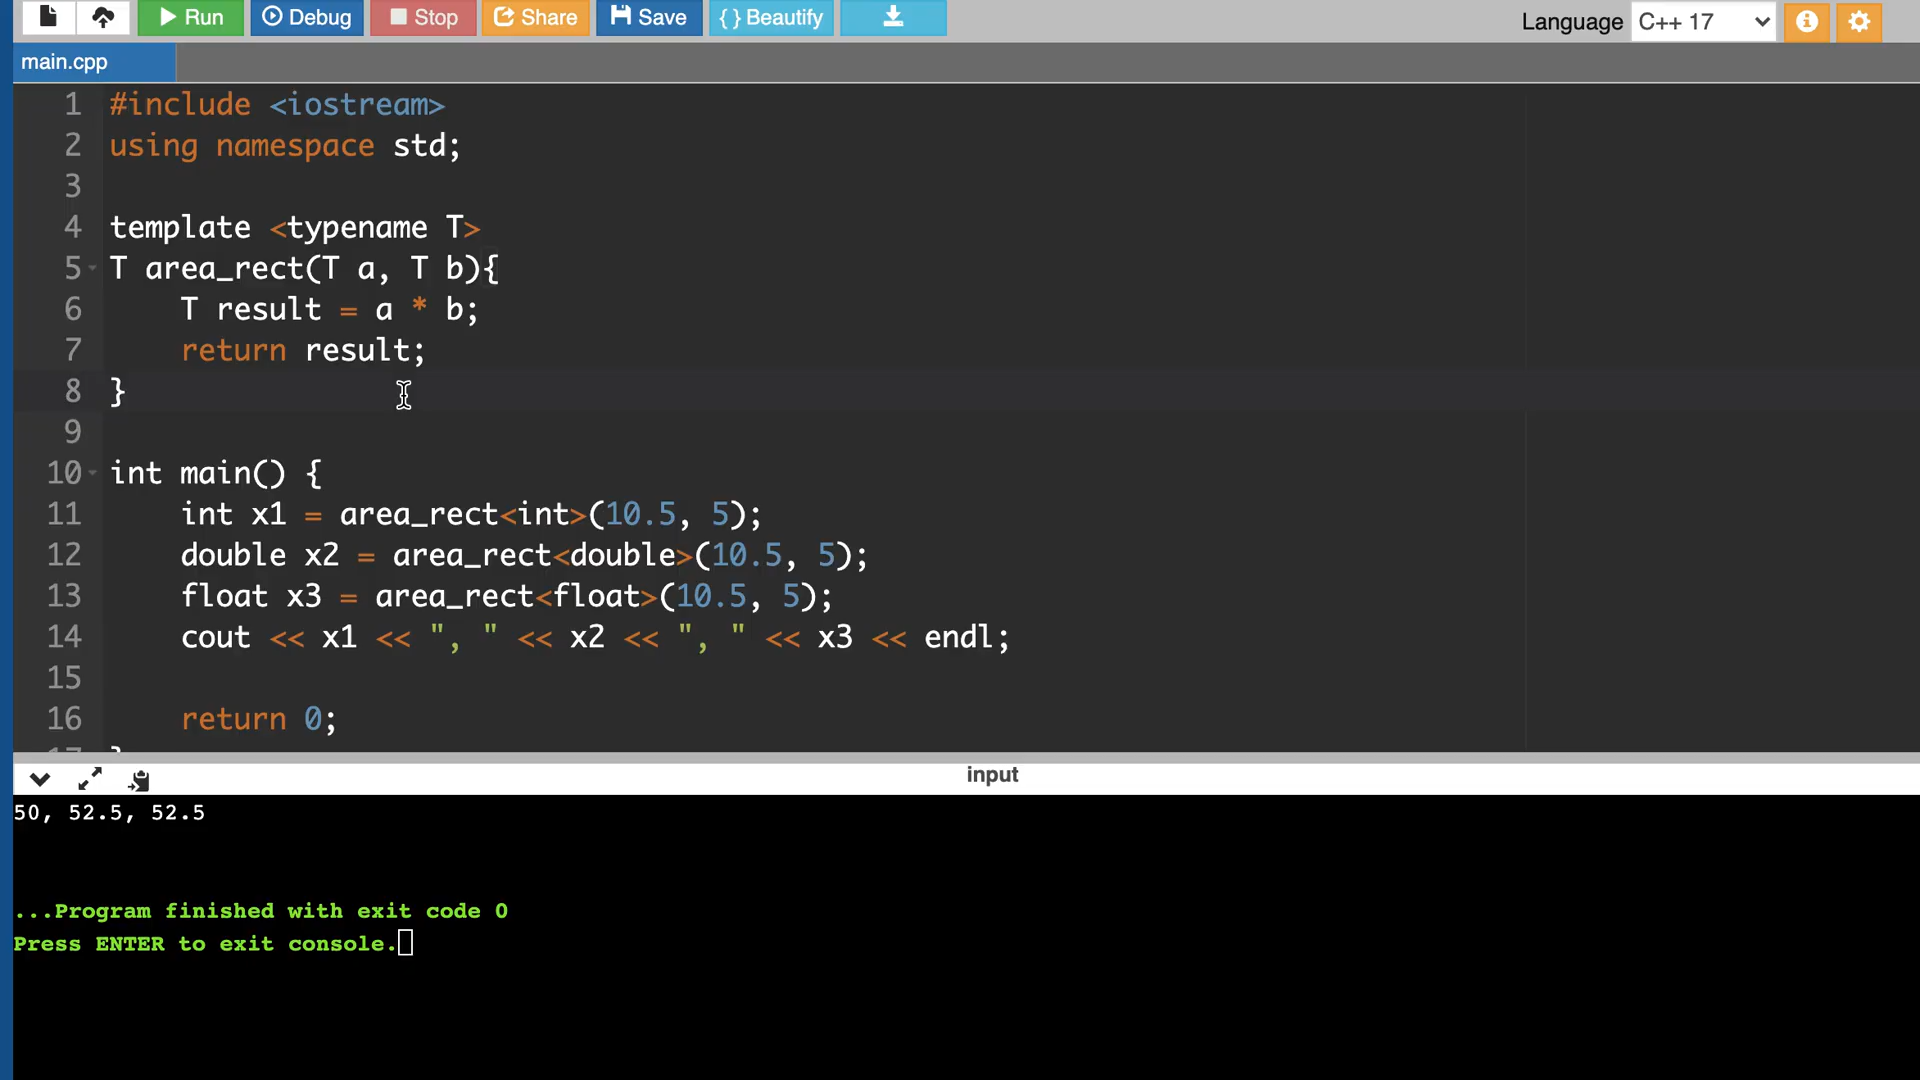 Run Debug Stop Share Save { } Beautify Language C++ 17
main.cpp
1 #include <iostream>
2 using namespace std;
3
4 template <typename T>
5 T area_rect(T a, T b){
6     T result = a * b;
7     return result;
8 }
9
10 int main() {
11     int x1 = area_rect<int>(10.5, 5);
12     double x2 = area_rect<double>(10.5, 5);
13     float x3 = area_rect<float>(10.5, 5);
14     cout << x1 << ", " << x2 << ", " << x3 << endl;
15
16     return 0;
17 }
input
50, 52.5, 52.5
...Program finished with exit code 0
Press ENTER to exit console.